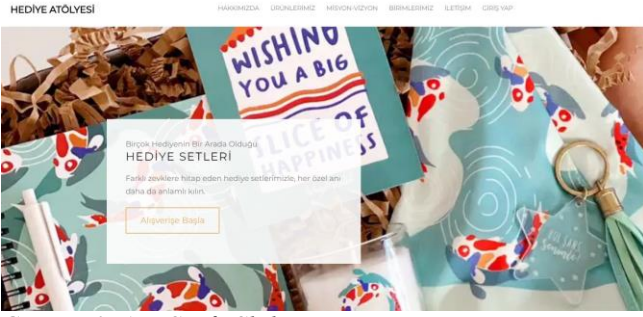 HEDİYE ATÖLYESİ
HAKKIMIZDA ÜRÜNLERİMİZ MİSYON-VİZYON BİRİMLERİMİZ İLETİŞİM GİRİŞ YAP
WISHING
YOU A BIG
SLICE OF
HAPPINESS
Birçok Hediyenin Bir Arada Olduğu
HEDİYE SETLERİ
Farklı zevklere hitap eden hediye setlerimizle, her özel anı
daha da anlamlı kılın.
Alışverişe Başla